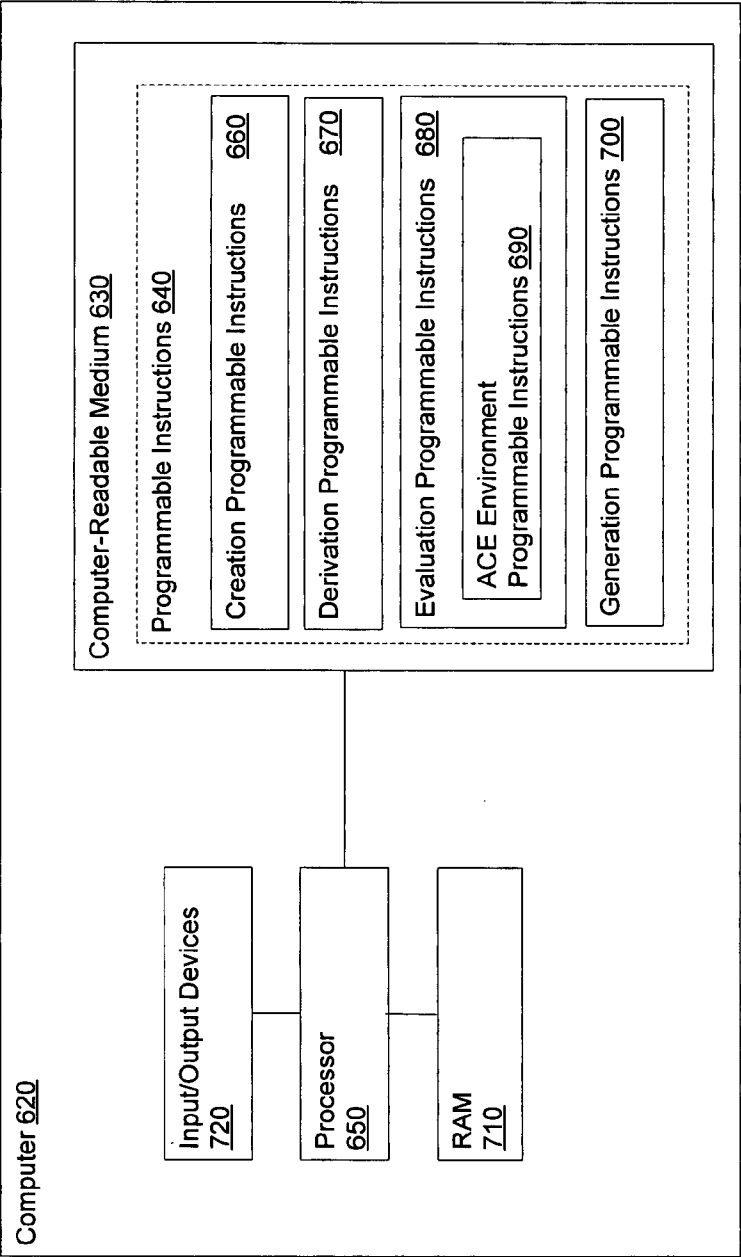 Computer 620
Input/Output Devices
720
Processor
650
RAM
710
Computer-Readable Medium 630
Programmable Instructions 640
Creation Programmable Instructions 660
Derivation Programmable Instructions 670
Evaluation Programmable Instructions 680
ACE Environment
Programmable Instructions 690
Generation Programmable Instructions 700